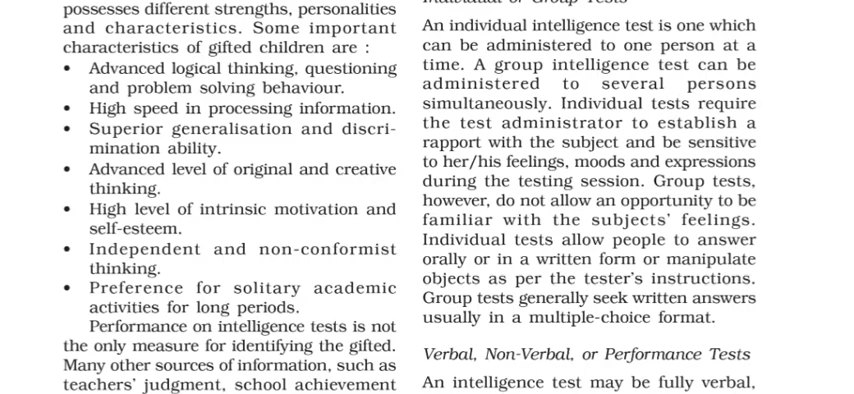 possesses different strengths, personalities
and characteristics. Some important
characteristics of gifted children are :
• Advanced logical thinking, questioning
and problem solving behaviour.
• High speed in processing information.
• Superior generalisation and discri-
mination ability.
• Advanced level of original and creative
thinking.
• High level of intrinsic motivation and
self-esteem.
• Independent and non-conformist
thinking.
• Preference for solitary academic
activities for long periods.
Performance on intelligence tests is not
the only measure for identifying the gifted.
Many other sources of information, such as
teachers' judgment, school achievement
Individual or Group Tests
An individual intelligence test is one which
can be administered to one person at a
time. A group intelligence test can be
administered to several persons
simultaneously. Individual tests require
the test administrator to establish a
rapport with the subject and be sensitive
to her/his feelings, moods and expressions
during the testing session. Group tests,
however, do not allow an opportunity to be
familiar with the subjects' feelings.
Individual tests allow people to answer
orally or in a written form or manipulate
objects as per the tester's instructions.
Group tests generally seek written answers
usually in a multiple-choice format.
Verbal, Non-Verbal, or Performance Tests
An intelligence test may be fully verbal,